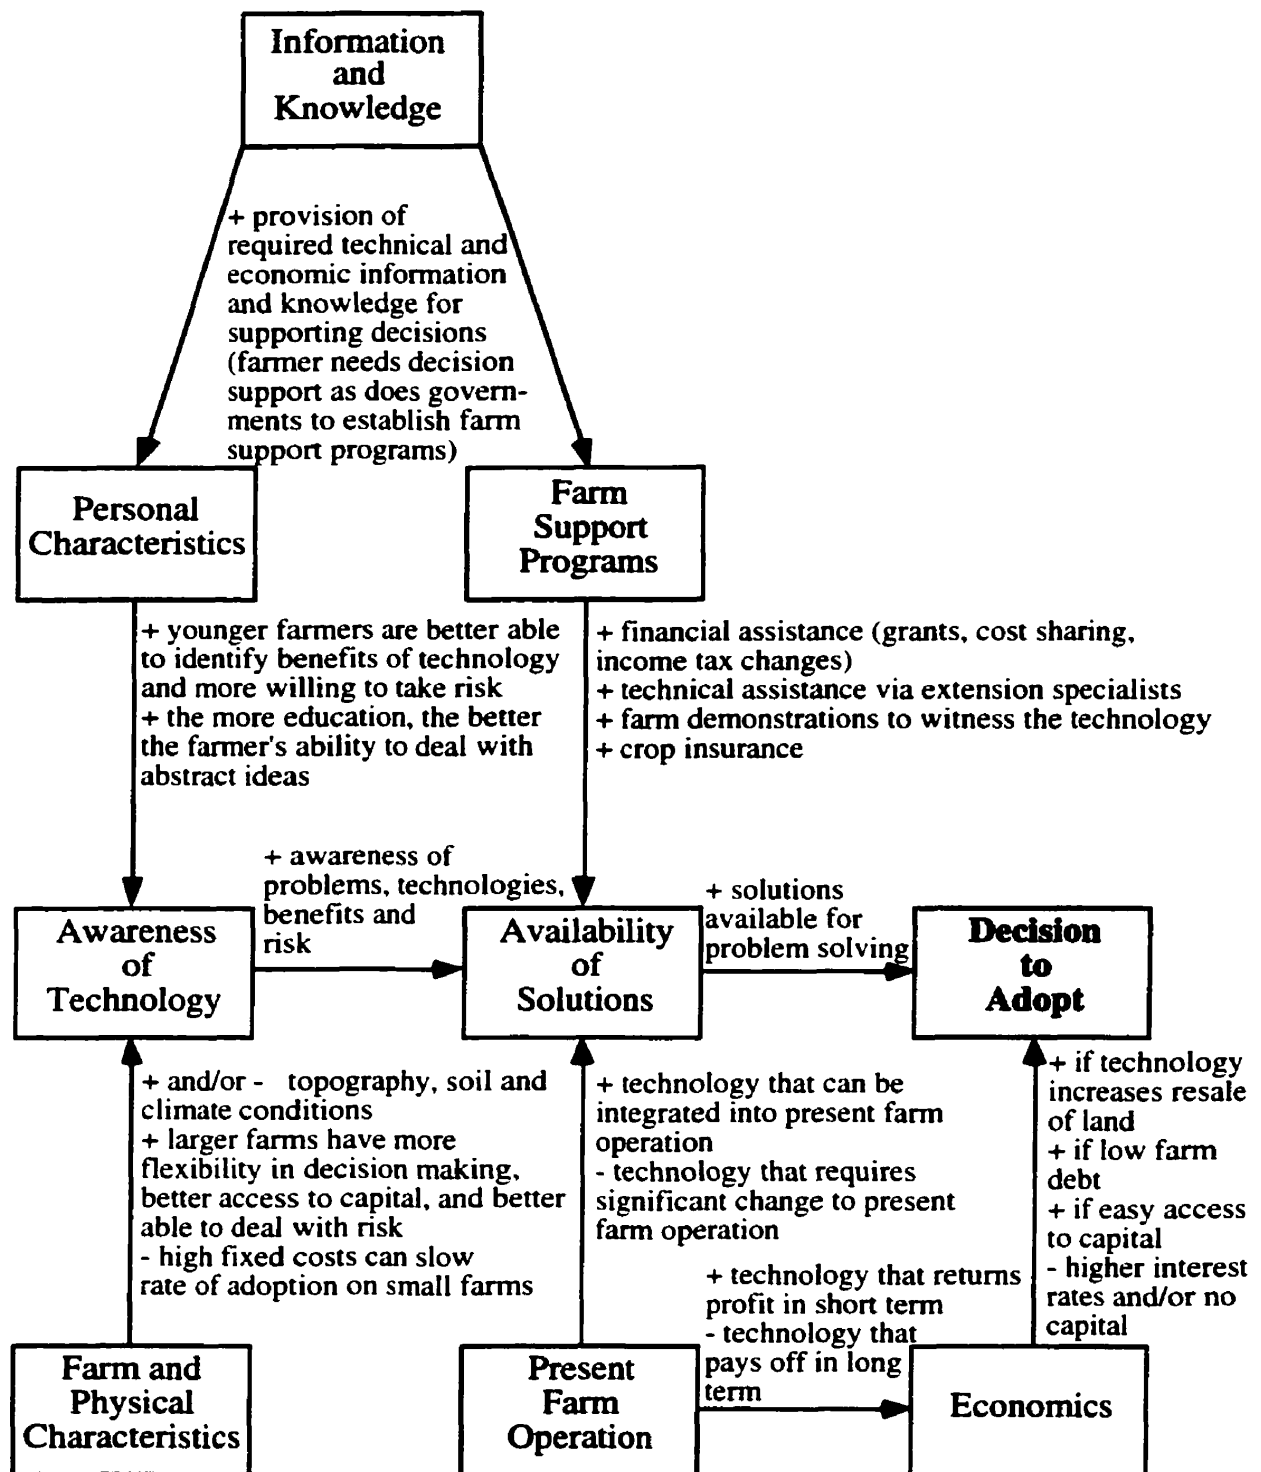 Information
and
Knowledge
+ provision of
required technical and
economic information
and knowledge for
supporting decisions
(farmer needs decision
support as does govern-
ments to establish farm
support programs)
Personal
Characteristics
Farm
Support
Programs
+ younger farmers are better able
to identify benefits of technology
and more willing to take risk
+ the more education, the better
the farmer's ability to deal with
abstract ideas
+ financial assistance (grants, cost sharing,
income tax changes)
+ technical assistance via extension specialists
+ farm demonstrations to witness the technology
+ crop insurance
Awareness
of
Technology
+ awareness of
problems, technologies,
benefits and
risk
Availability
of
Solutions
+ solutions
available for
problem solving
Decision
to
Adopt
+ and/or - topography, soil and
climate conditions
+ larger farms have more
flexibility in decision making,
better access to capital, and better
able to deal with risk
- high fixed costs can slow
rate of adoption on small farms
+ technology that can be
integrated into present farm
operation
- technology that requires
significant change to present
farm operation
+ if technology
increases resale
of land
+ if low farm
debt
+ if easy access
to capital
- higher interest
rates and/or no
capital
+ technology that returns
profit in short term
- technology that
pays off in long
term
Farm and
Physical
Characteristics
Present
Farm
Operation
Economics